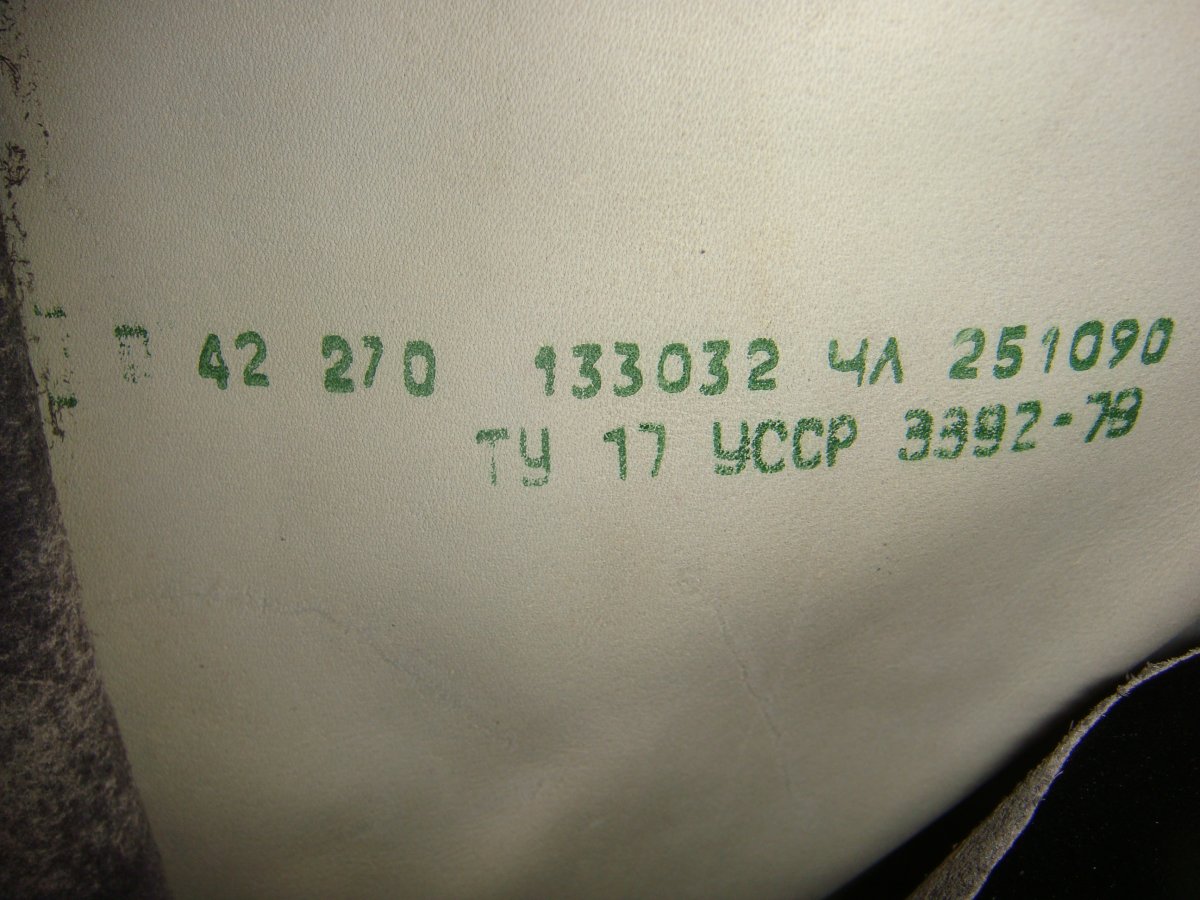 П 42 270 133032 ЧЛ 251090
ТУ 17 УССР 3392-79